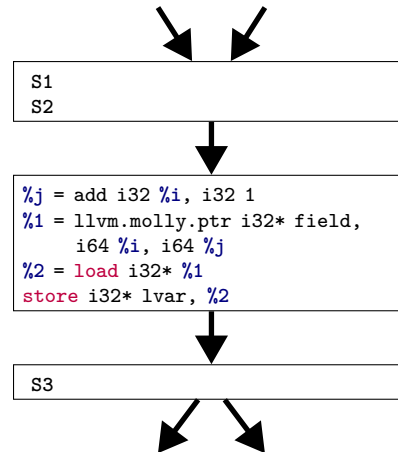 S1
S2
%j = add i32 %i, i32 1
%1 = llvm.molly.ptr i32* field,
i64 %i, i64 %j
%2 = load i32* %1
store i32* lvar, %2
S3